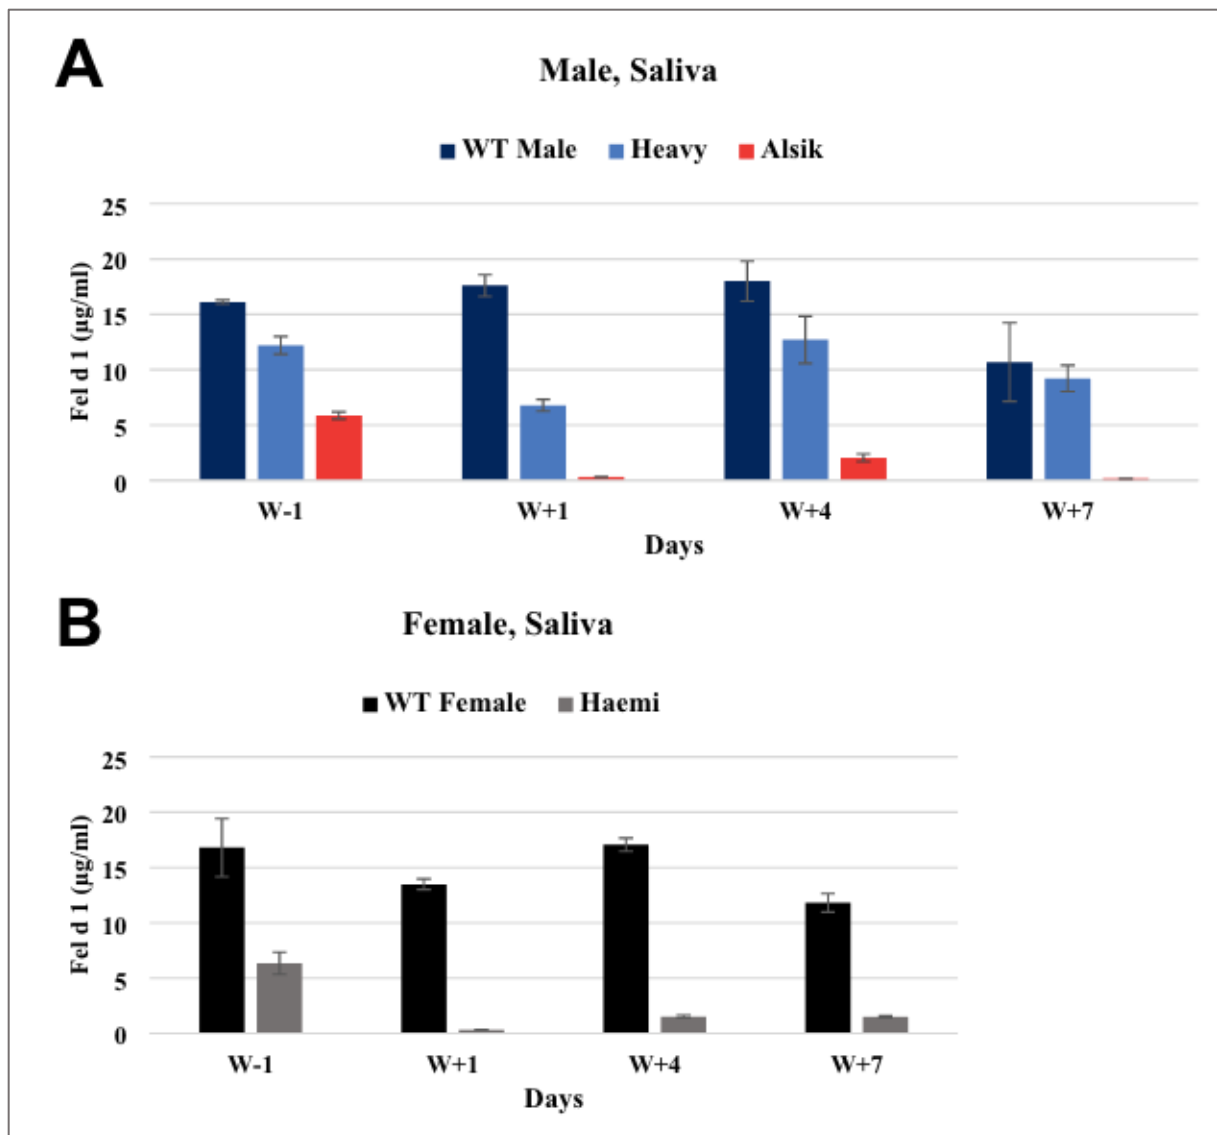 A
Male, Saliva
WT Male Heavy Alsik
25
20
15
10
5
0
Fel d 1 (µg/ml)
W-1 W+1 W+4 W+7
Days
B
Female, Saliva
WT Female Haemi
25
20
15
10
5
0
Fel d 1 (µg/ml)
W-1 W+1 W+4 W+7
Days